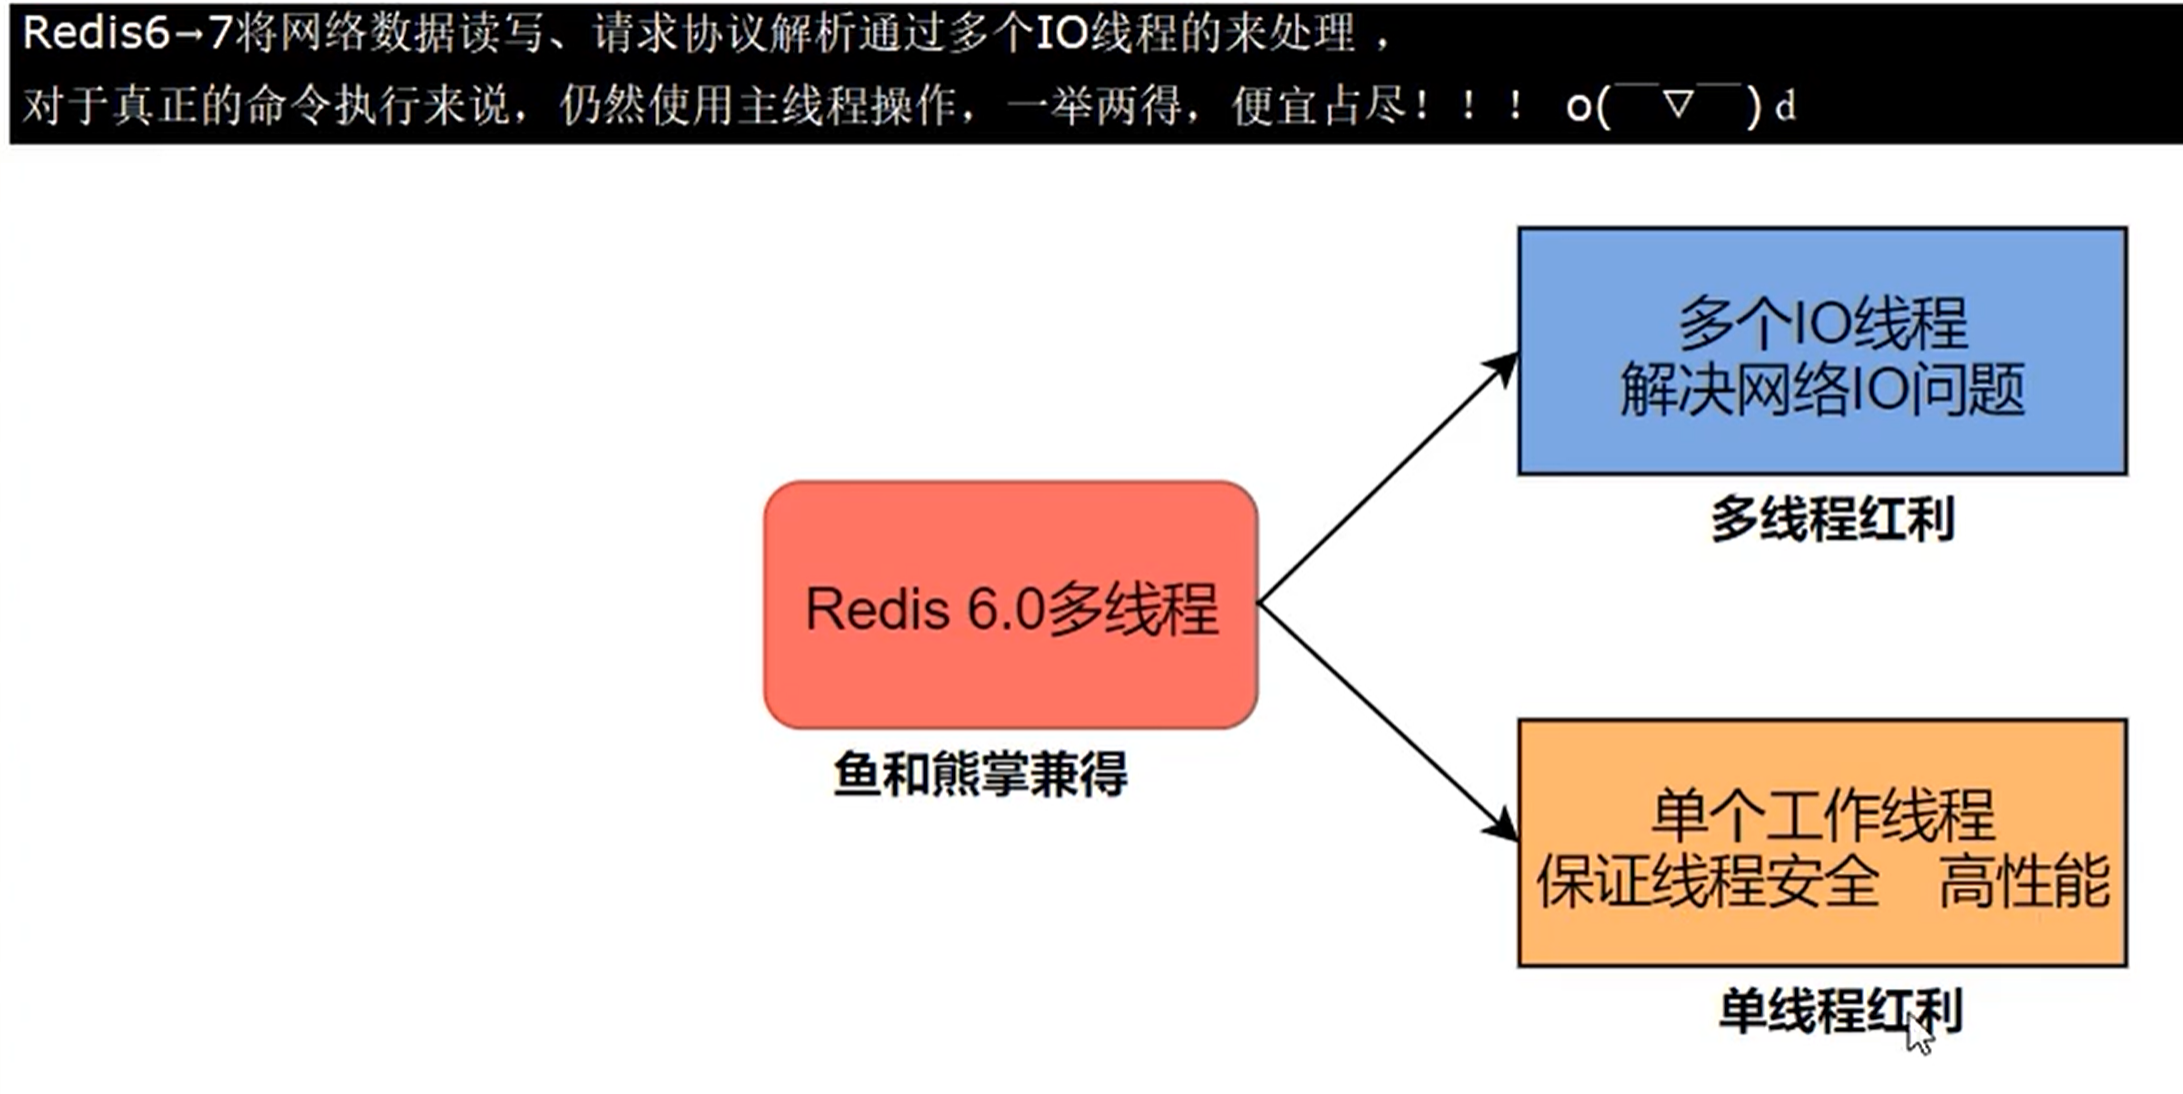 Redis6→7将网络数据读写、请求协议解析通过多个IO线程的来处理 ，
对于真正的命令执行来说，仍然使用主线程操作，一举两得，便宜占尽！！！ o(￣▽￣)d
多个IO线程
解决网络IO问题
多线程红利
Redis 6.0多线程
鱼和熊掌兼得
单个工作线程
保证线程安全 高性能
单线程红利